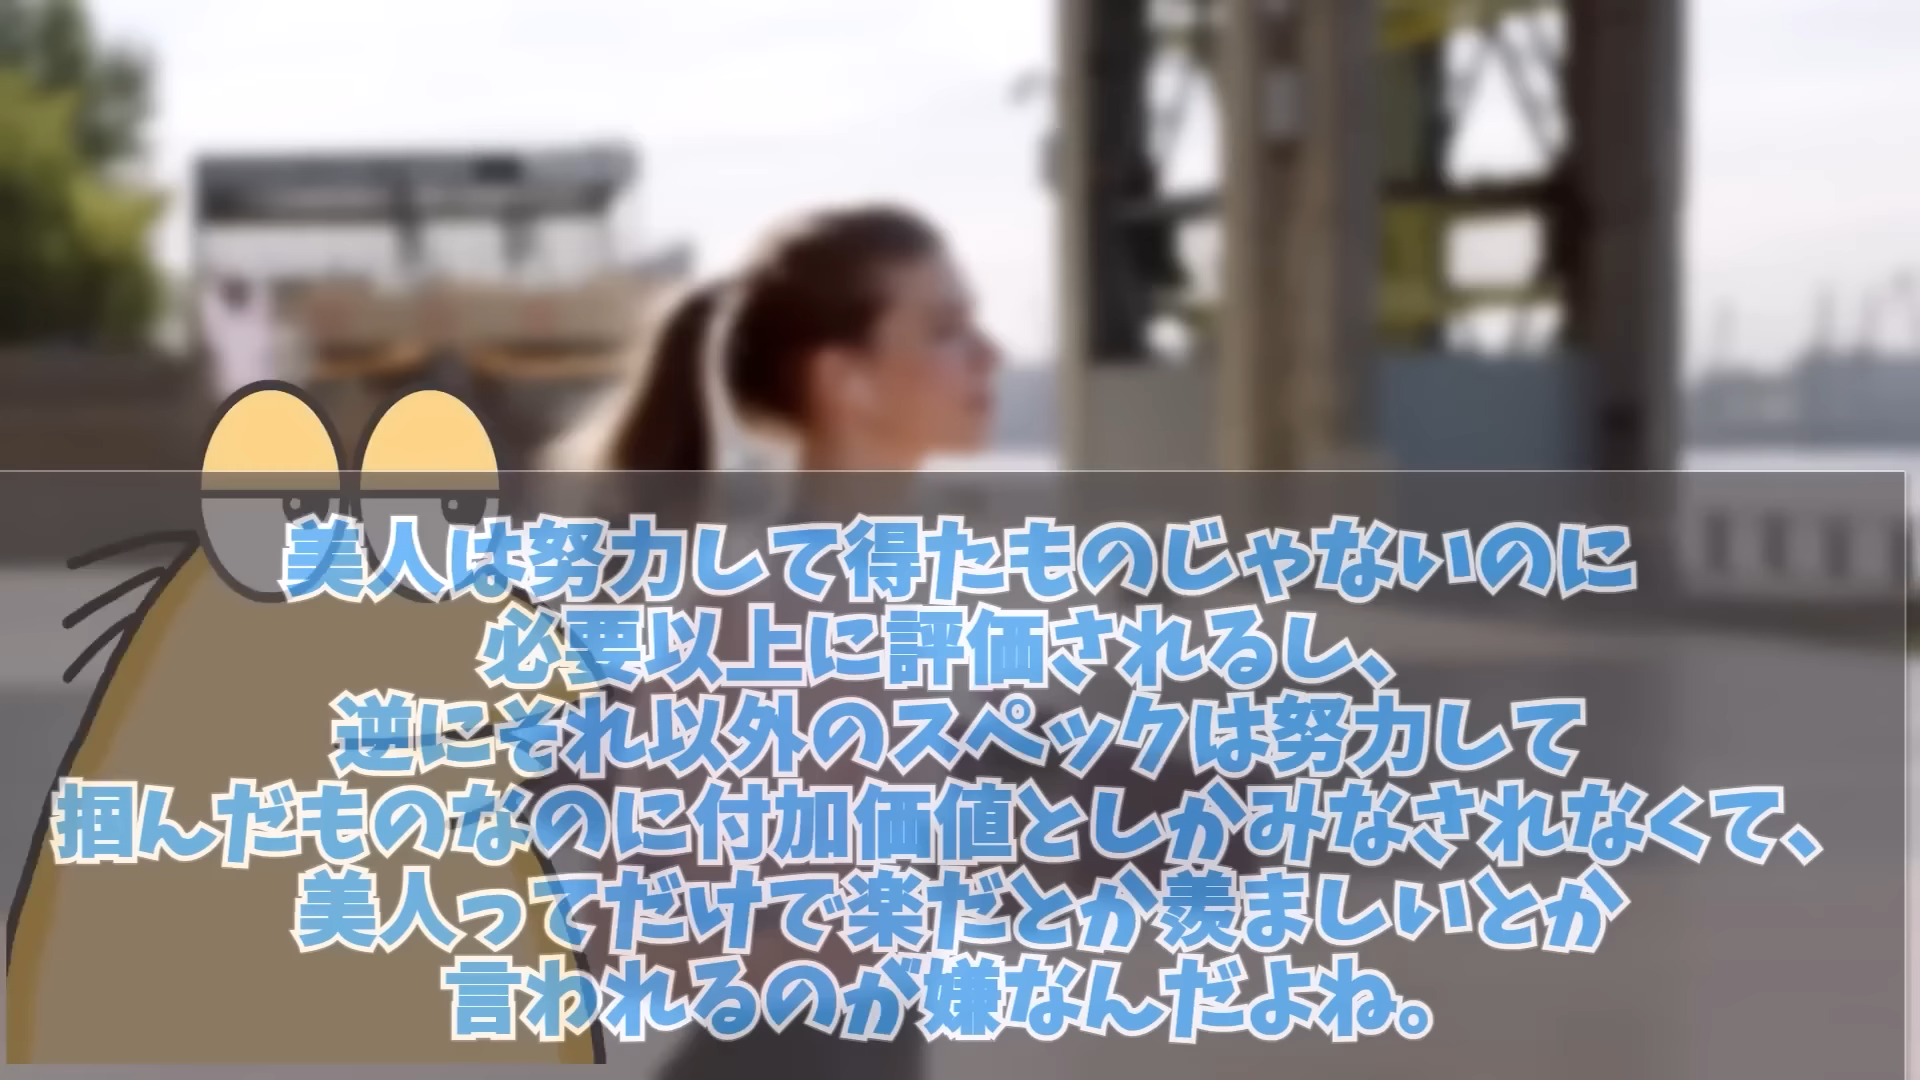 美人は努力して得たものじゃないのに
必要以上に評価されるし、
逆にそれ以外のスペックは努力して
掴んだものなのに付加価値としかみなされなくて、
美人ってだけで楽だとか羨ましいとか
言われるのが嫌なんだよね。